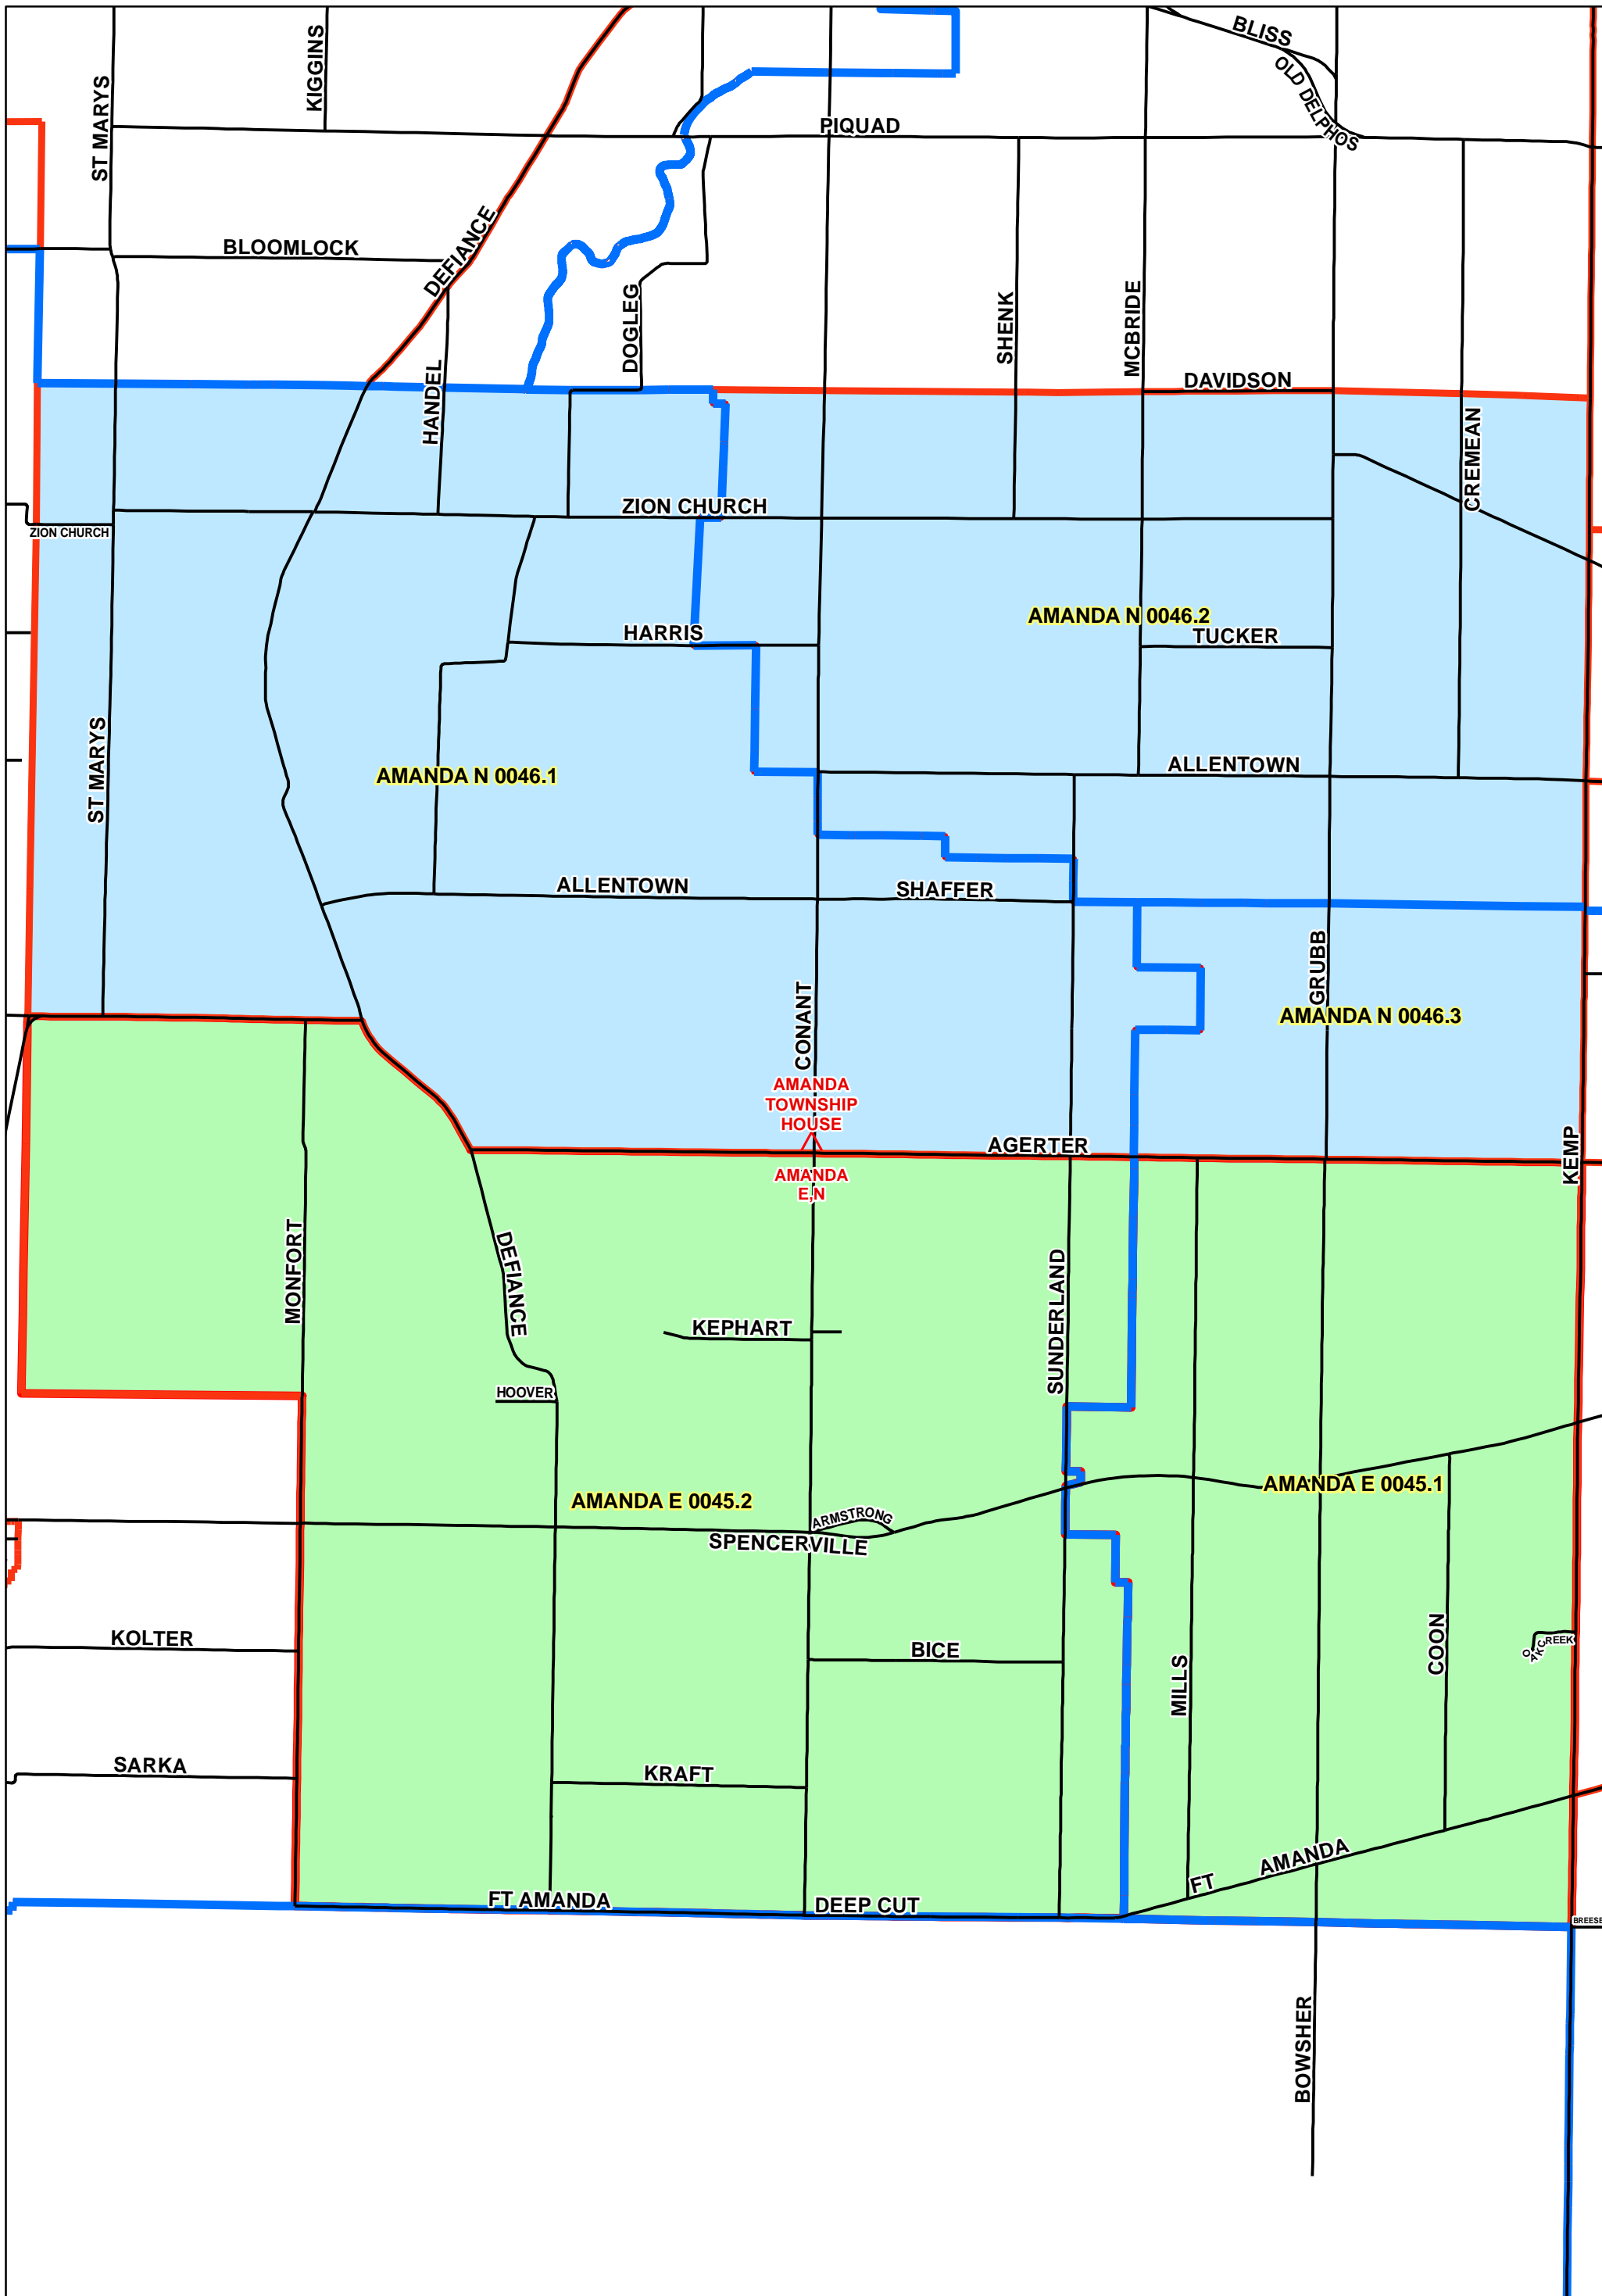 BLISS
KIGGINS
ST MARYS
OLD DELPHOS
PIQUAD
BLOOMLOCK
DEFIANCE
DOGLEG
SHENK
MCBRIDE
HANDEL
DAVIDSON
CREMEAN
ZION CHURCH
ZION CHURCH
AMANDA N 0046.2
HARRIS
TUCKER
ST MARYS
AMANDA N 0046.1
ALLENTOWN
ALLENTOWN
SHAFFER
GRUBB
CONANT
AMANDA N 0046.3
AMANDA
TOWNSHIP
HOUSE
AGERTER
KEMP
AMANDA
E,N
MONFORT
DEFIANCE
SUNDERLAND
KEPHART
HOOVER
AMANDA E 0045.2
AMANDA E 0045.1
ARMSTRONG
SPENCERVILLE
KOLTER
BICE
COON
OAK CREEK
MILLS
SARKA
KRAFT
FT AMANDA
FT AMANDA
DEEP CUT
BREESE
BOWSHER